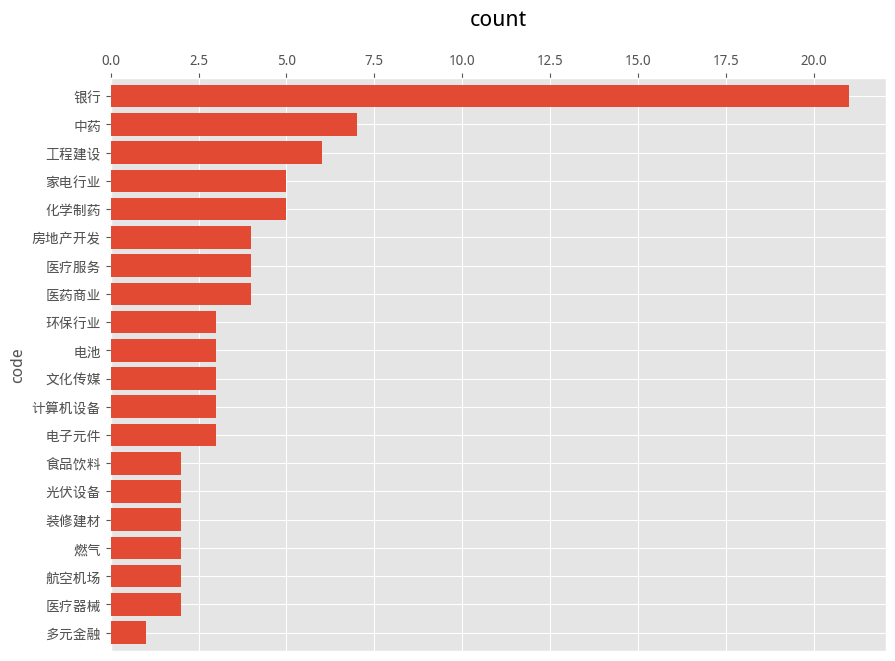 count
0.0 2.5 5.0 7.5 10.0 12.5 15.0 17.5 20.0
银行
中药
工程建设
家电行业
化学制药
房地产开发
医疗服务
医药商业
环保行业
电池
文化传媒
计算机设备
电子元件
食品饮料
光伏设备
装修建材
燃气
航空机场
医疗器械
多元金融
code